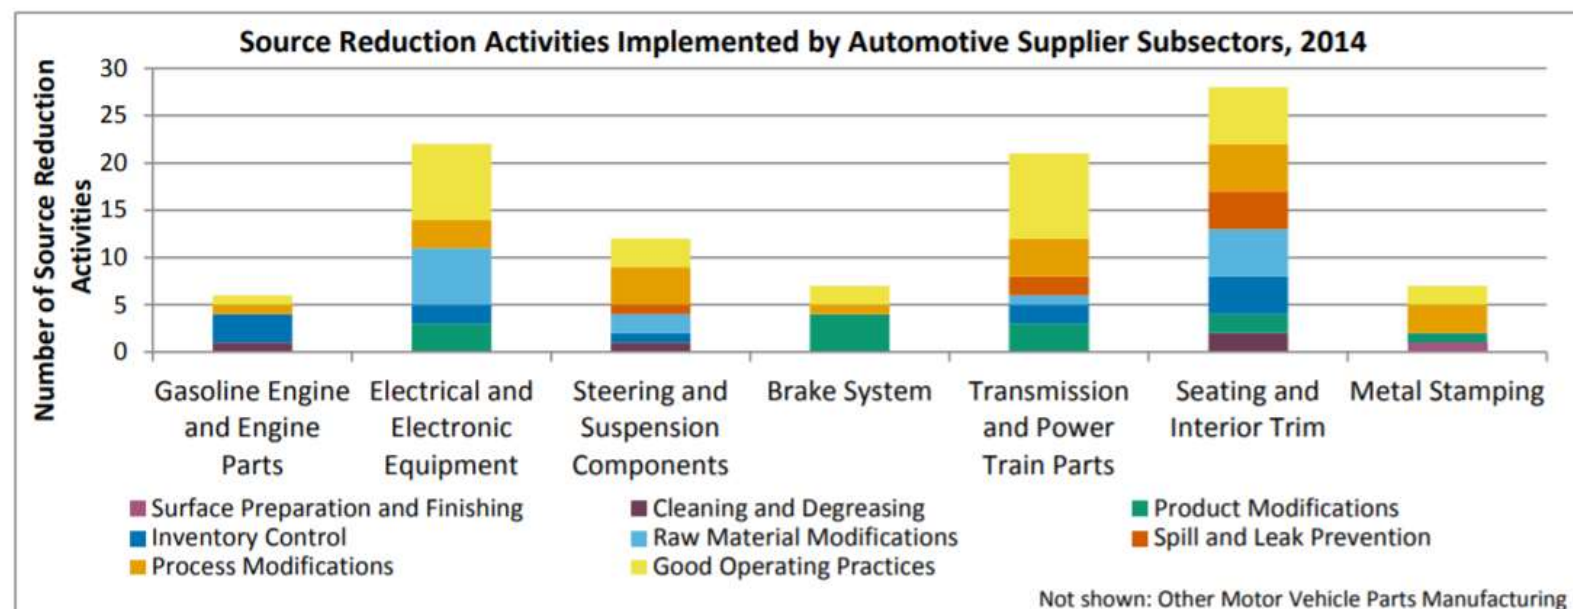 Source Reduction Activities Implemented by Automotive Supplier Subsectors, 2014
Number of Source Reduction
Activities
30
25
20
15
10
5
0
Gasoline Engine
and Engine
Parts
Electrical and
Electronic
Equipment
Steering and
Suspension
Components
Brake System
Transmission
and Power
Train Parts
Seating and
Interior Trim
Metal Stamping
Surface Preparation and Finishing
Cleaning and Degreasing
Product Modifications
Inventory Control
Raw Material Modifications
Spill and Leak Prevention
Process Modifications
Good Operating Practices
Not shown: Other Motor Vehicle Parts Manufacturing